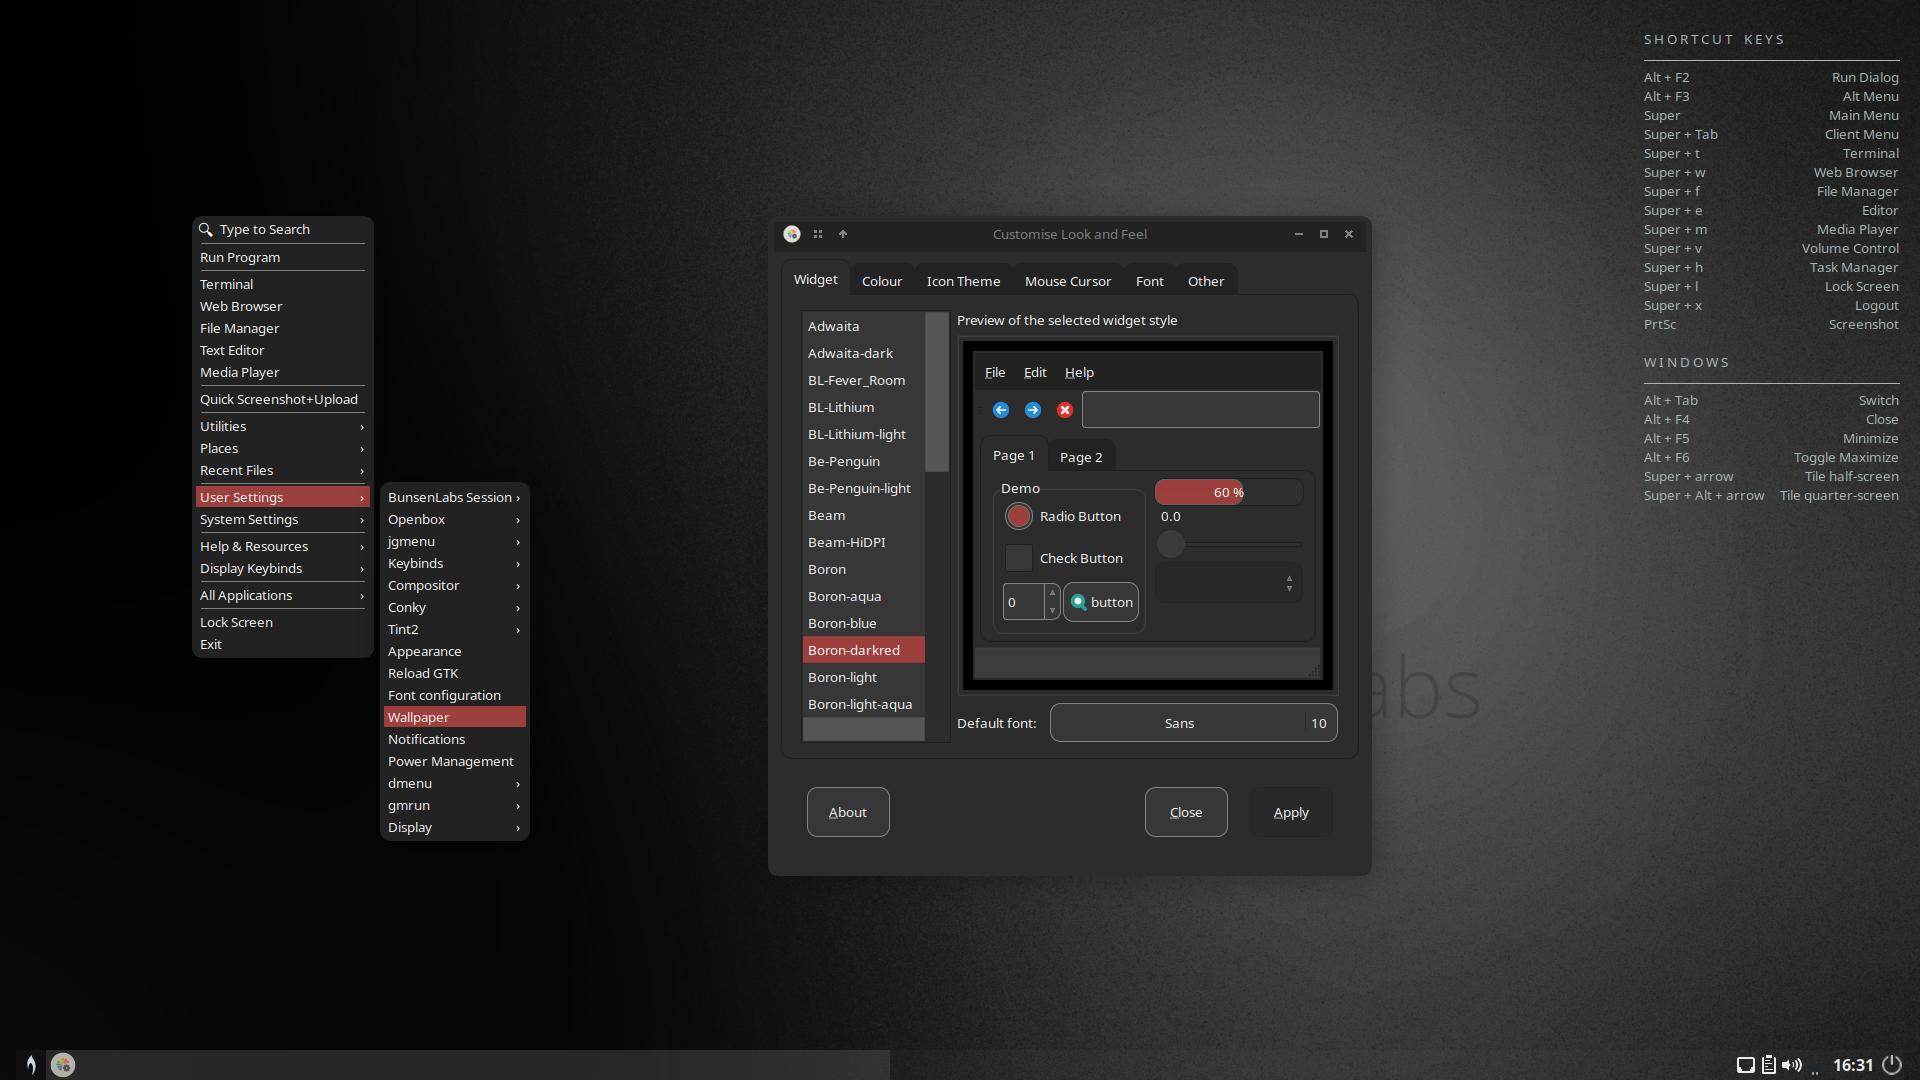 SHORTCUT KEYS
Alt + F2 Run Dialog
Alt + F3 Alt Menu
Super Main Menu
Super + Tab Client Menu
Super + t Terminal
Super + w Web Browser
Super + f File Manager
Super + e Editor
Super + m Media Player
Super + v Volume Control
Super + h Task Manager
Super + l Lock Screen
Super + x Logout
PrtSc Screenshot
WINDOWS
Alt + Tab Switch
Alt + F4 Close
Alt + F5 Minimize
Alt + F6 Toggle Maximize
Super + arrow Tile half-screen
Super + Alt + arrow Tile quarter-screen
Type to Search
Run Program
Terminal
Web Browser
File Manager
Text Editor
Media Player
Quick Screenshot+Upload
Utilities ›
Places ›
Recent Files ›
User Settings ›
System Settings ›
Help & Resources ›
Display Keybinds ›
All Applications ›
Lock Screen
Exit
BunsenLabs Session ›
Openbox ›
jgmenu ›
Keybinds ›
Compositor ›
Conky ›
Tint2 ›
Appearance
Reload GTK
Font configuration
Wallpaper
Notifications
Power Management
dmenu ›
gmrun ›
Display ›
Customise Look and Feel
Widget Colour Icon Theme Mouse Cursor Font Other
Adwaita
Adwaita-dark
BL-Fever_Room
BL-Lithium
BL-Lithium-light
Be-Penguin
Be-Penguin-light
Beam
Beam-HiDPI
Boron
Boron-aqua
Boron-blue
Boron-darkred
Boron-light
Boron-light-aqua
Preview of the selected widget style
File Edit Help
Page 1 Page 2
Demo
Radio Button
Check Button
0 button
60 %
0.0
Default font: Sans 10
About Close Apply
abs
16:31